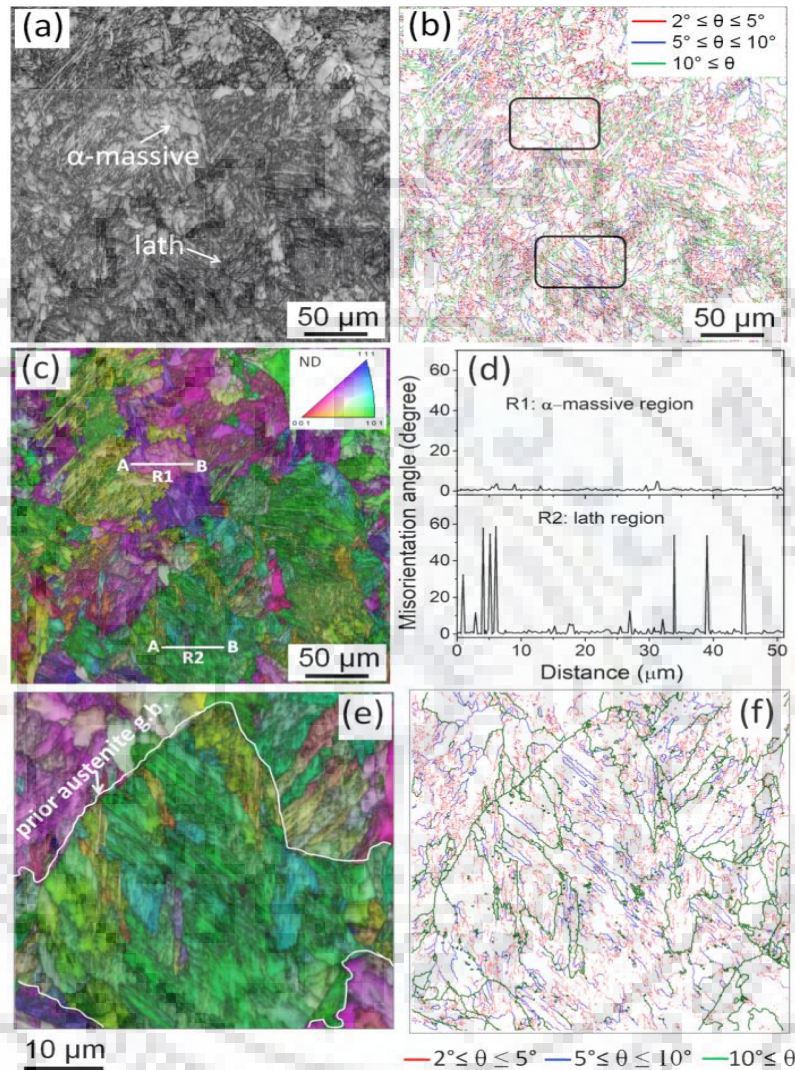 (a)
α-massive
lath
50 μm
(b)
2° ≤ θ ≤ 5°
5° ≤ θ ≤ 10°
10° ≤ θ
50 μm
(c)
ND
111
001
101
A
B
R1
A
B
R2
50 μm
(d)
Misorientation angle (degree)
60
40
20
0
R1: α–massive region
60
40
20
0
R2: lath region
0 10 20 30 40 50
Distance (μm)
(e)
prior austenite g.b.
10 μm
(f)
2°≤ θ ≤ 5° 5°≤ θ ≤ 10° 10°≤ θ